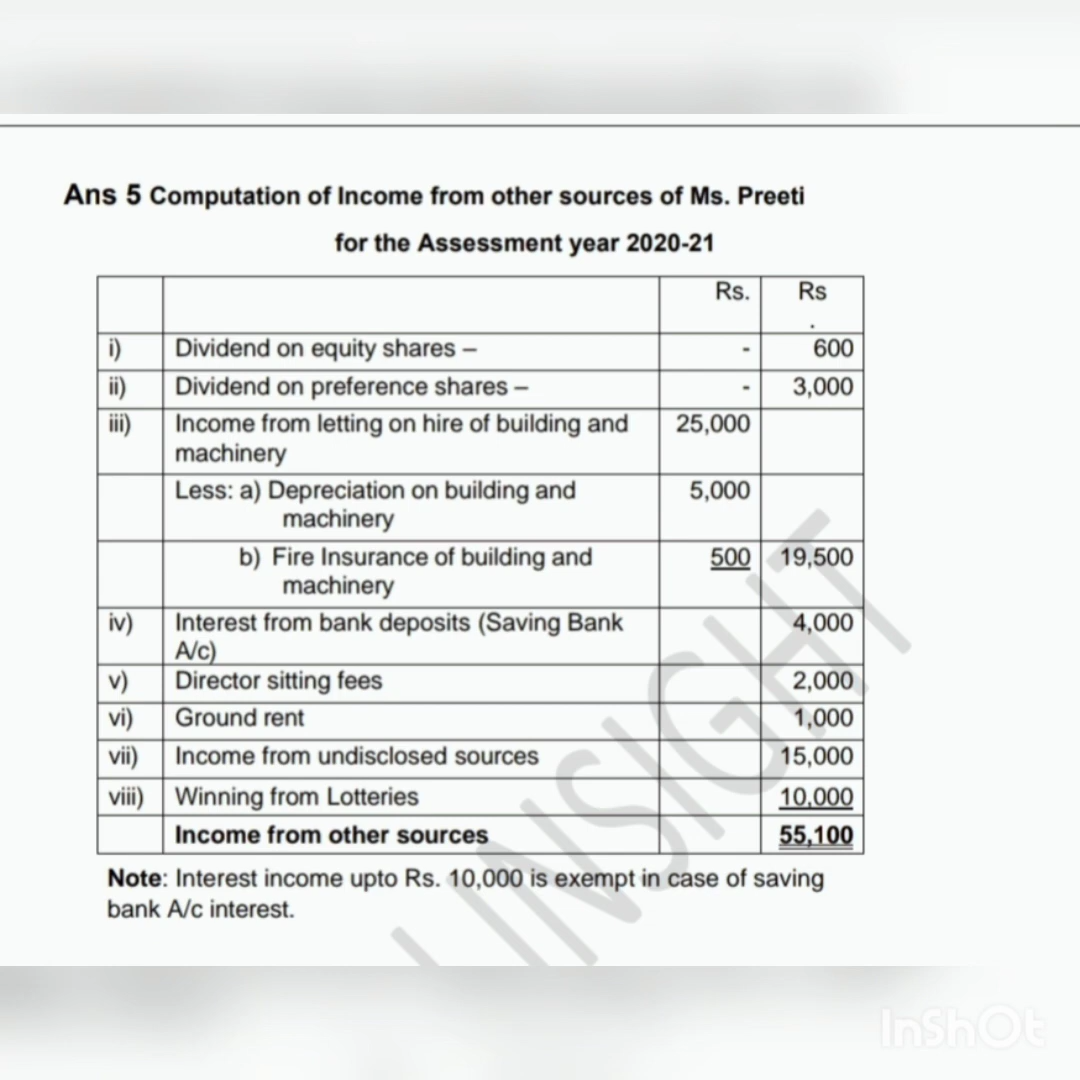 Ans 5 Computation of Income from other sources of Ms. Preeti
for the Assessment year 2020-21
Rs. Rs
.
i) Dividend on equity shares – - 600
ii) Dividend on preference shares – - 3,000
iii) Income from letting on hire of building and 25,000
machinery
Less: a) Depreciation on building and 5,000
machinery
b) Fire Insurance of building and 500 19,500
machinery
iv) Interest from bank deposits (Saving Bank 4,000
A/c)
v) Director sitting fees 2,000
vi) Ground rent 1,000
vii) Income from undisclosed sources 15,000
viii) Winning from Lotteries 10,000
Income from other sources 55,100
Note: Interest income upto Rs. 10,000 is exempt in case of saving
bank A/c interest.
INSIGHT
InShOt